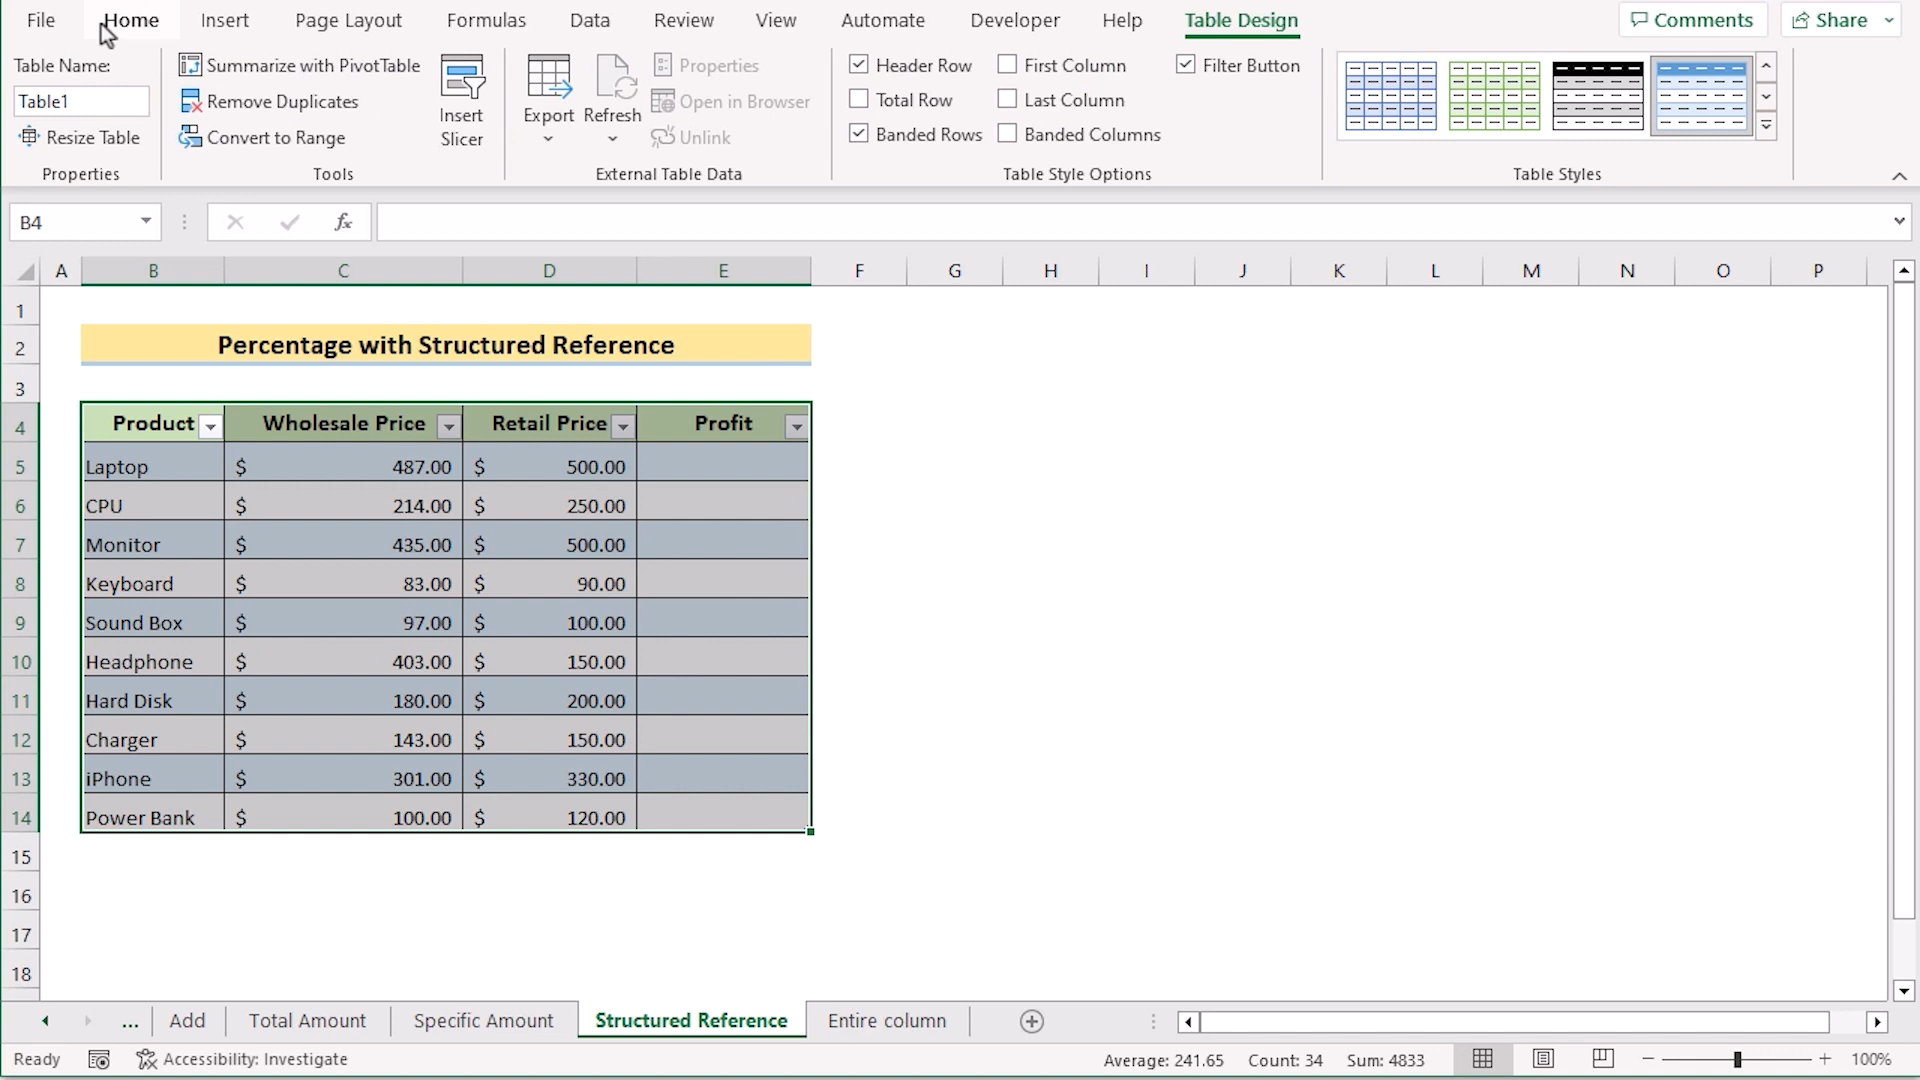 File Home Insert Page Layout Formulas Data Review View Automate Developer Help Table Design Comments Share
Table Name:
Table1
Resize Table
Properties
Summarize with PivotTable
Remove Duplicates
Convert to Range
Tools
Insert
Slicer
Export
Refresh
Properties
Open in Browser
Unlink
External Table Data
Header Row First Column Filter Button
Total Row Last Column
Banded Rows Banded Columns
Table Style Options
Table Styles
B4 fx
A B C D E F G H I J K L M N O P
1
2 Percentage with Structured Reference
3
4 Product Wholesale Price Retail Price Profit
5 Laptop $ 487.00 $ 500.00
6 CPU $ 214.00 $ 250.00
7 Monitor $ 435.00 $ 500.00
8 Keyboard $ 83.00 $ 90.00
9 Sound Box $ 97.00 $ 100.00
10 Headphone $ 403.00 $ 150.00
11 Hard Disk $ 180.00 $ 200.00
12 Charger $ 143.00 $ 150.00
13 iPhone $ 301.00 $ 330.00
14 Power Bank $ 100.00 $ 120.00
15
16
17
18
... Add Total Amount Specific Amount Structured Reference Entire column
Ready Accessibility: Investigate Average: 241.65 Count: 34 Sum: 4833 100%